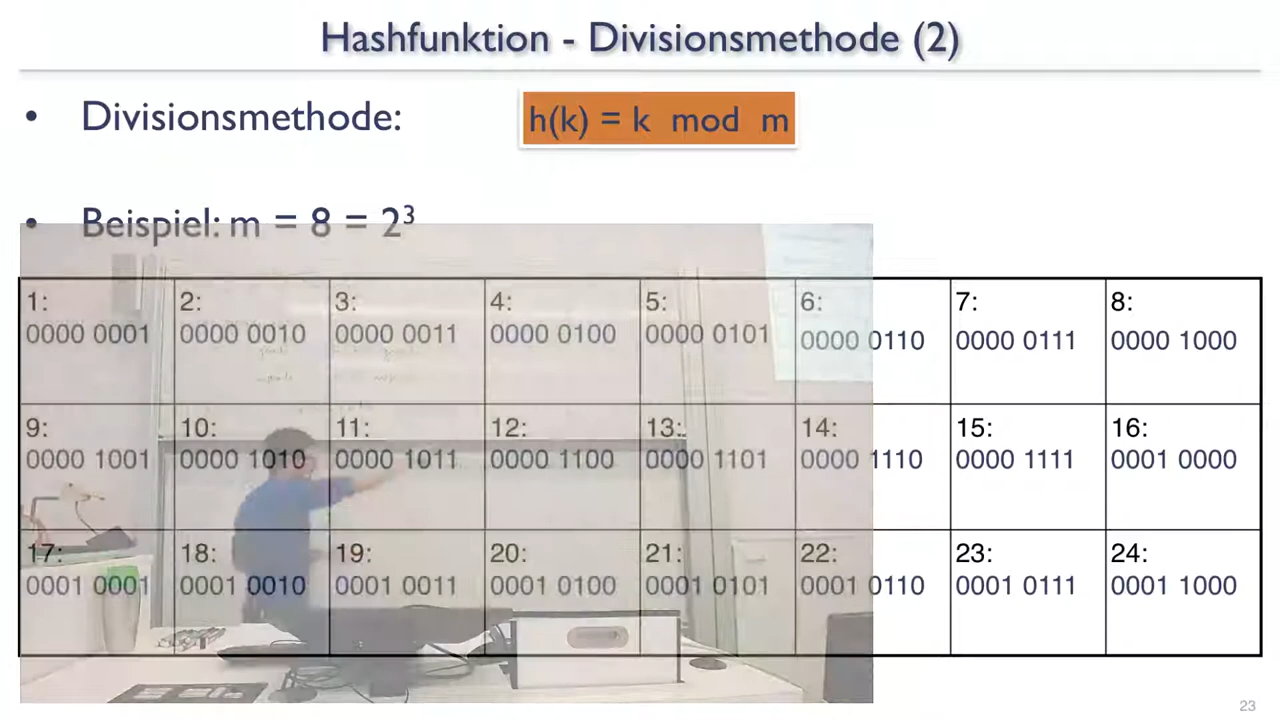 Hashfunktion - Divisionsmethode (2)
• Divisionsmethode: h(k) = k mod m
• Beispiel: m = 8 = 2³
1: 2: 3: 4: 5: 6: 7: 8:
0000 0001 0000 0010 0000 0011 0000 0100 0000 0101 0000 0110 0000 0111 0000 1000
9: 10: 11: 12: 13: 14: 15: 16:
0000 1001 0000 1010 0000 1011 0000 1100 0000 1101 0000 1110 0000 1111 0001 0000
17: 18: 19: 20: 21: 22: 23: 24:
0001 0001 0001 0010 0001 0011 0001 0100 0001 0101 0001 0110 0001 0111 0001 1000
23